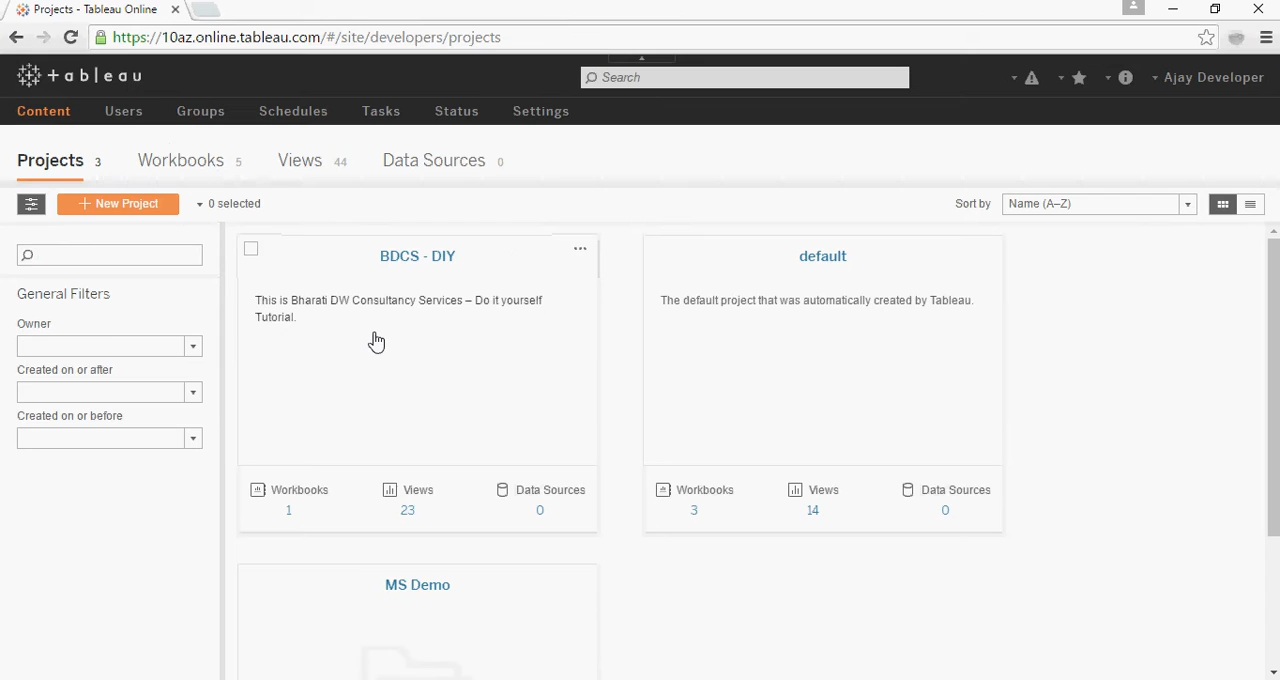 Projects - Tableau Online
https://10az.online.tableau.com/#/site/developers/projects
+ableau
Search
Ajay Developer
Content Users Groups Schedules Tasks Status Settings
Projects 3 Workbooks 5 Views 44 Data Sources 0
+ New Project 0 selected Sort by Name (A–Z)
General Filters
Owner
Created on or after
Created on or before
BDCS - DIY
This is Bharati DW Consultancy Services – Do it yourself
Tutorial.
Workbooks Views Data Sources
1 23 0
default
The default project that was automatically created by Tableau.
Workbooks Views Data Sources
3 14 0
MS Demo